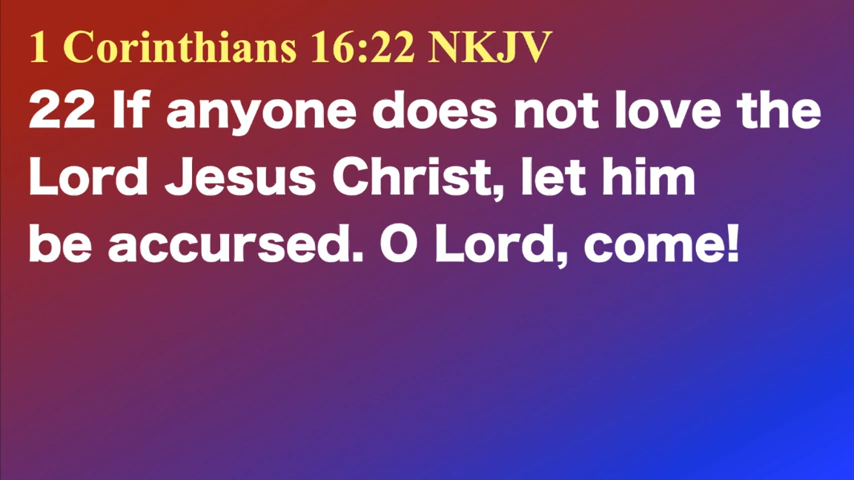 1 Corinthians 16:22 NKJV
22 If anyone does not love the
Lord Jesus Christ, let him
be accursed. O Lord, come!